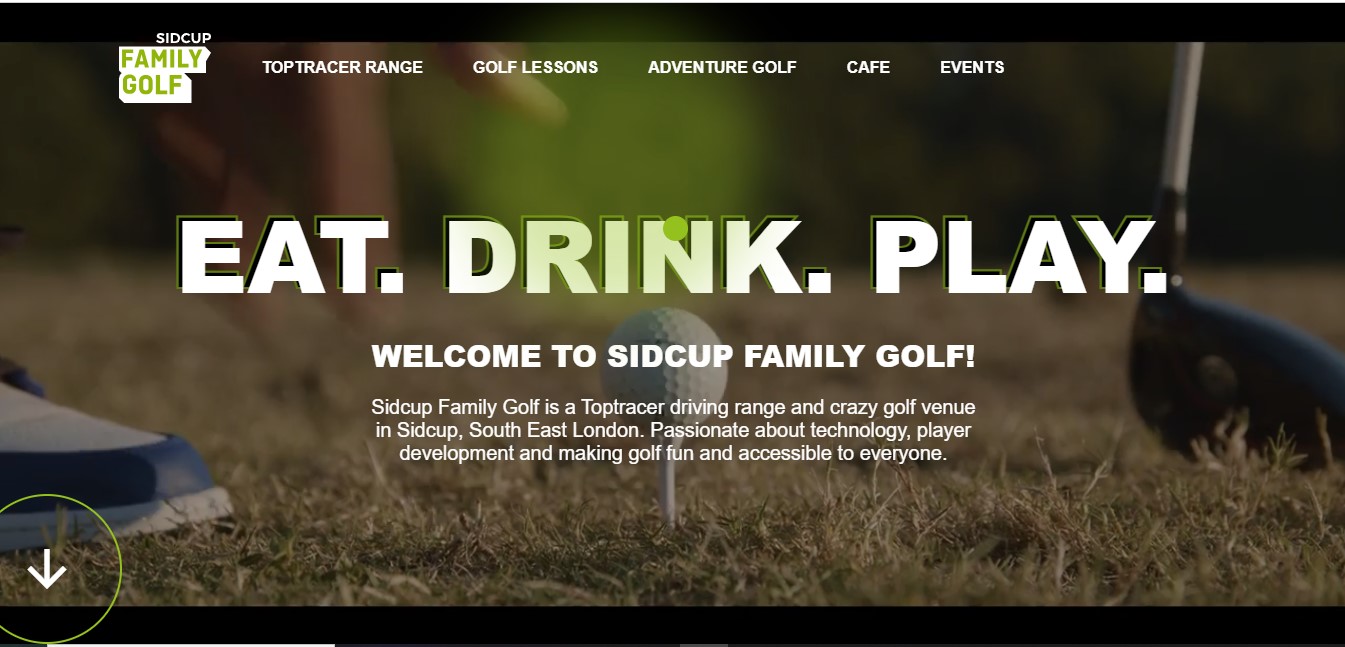 SIDCUP
FAMILY
GOLF
TOPTRACER RANGE
GOLF LESSONS
ADVENTURE GOLF
CAFE
EVENTS
EAT. DRINK. PLAY.
WELCOME TO SIDCUP FAMILY GOLF!
Sidcup Family Golf is a Toptracer driving range and crazy golf venue
in Sidcup, South East London. Passionate about technology, player
development and making golf fun and accessible to everyone.